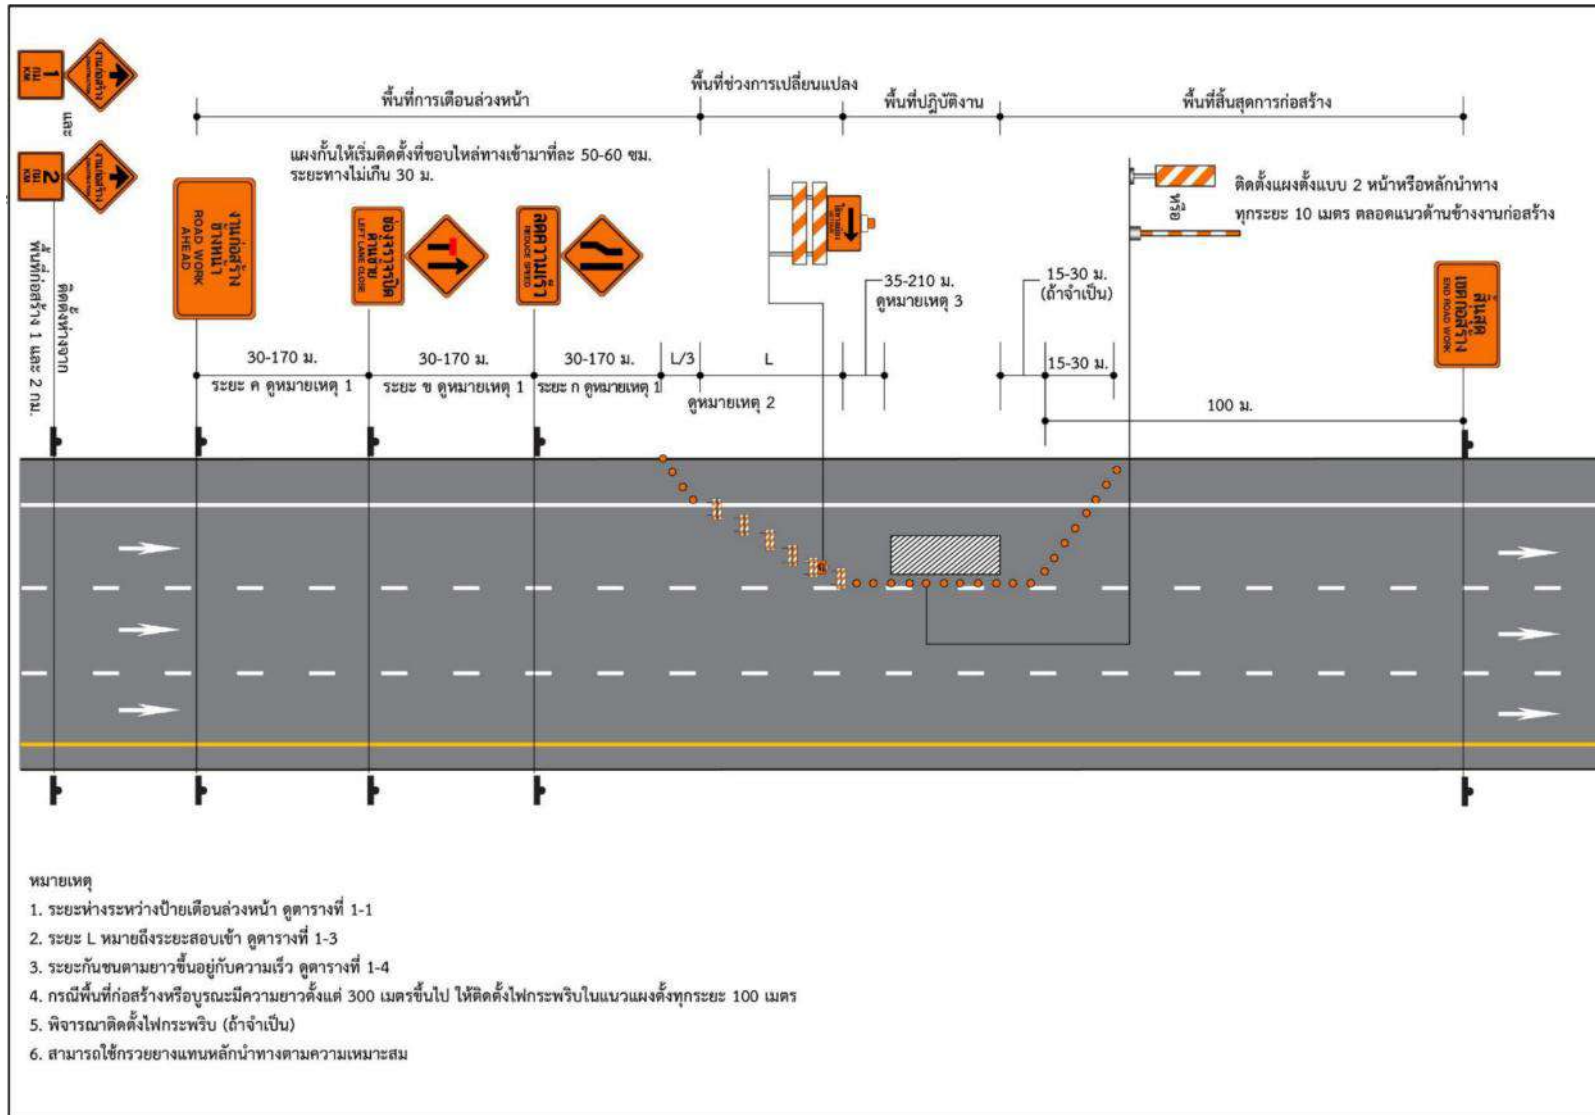 งานก่อสร้าง
1
กม
KM
และ
งานก่อสร้าง
2
กม
KM
ติดตั้งห่างจาก
พื้นที่ก่อสร้าง 1 และ 2 กม.
พื้นที่การเตือนล่วงหน้า
พื้นที่ช่วงการเปลี่ยนแปลง
พื้นที่ปฏิบัติงาน
พื้นที่สิ้นสุดการก่อสร้าง
แผงกั้นให้เริ่มติดตั้งที่ขอบไหล่ทางเข้ามาทีละ 50-60 ซม.
ระยะทางไม่เกิน 30 ม.
งานก่อสร้าง
ข้างหน้า
ROAD WORK
AHEAD
ช่องจราจรปิด
ด้านซ้าย
LEFT LANE CLOSE
ลดความเร็ว
REDUCE SPEED
หรือ
ติดตั้งแผงตั้งแบบ 2 หน้าหรือหลักนำทาง
ทุกระยะ 10 เมตร ตลอดแนวด้านข้างงานก่อสร้าง
สิ้นสุด
เขตก่อสร้าง
END ROAD WORK
35-210 ม.
ดูหมายเหตุ 3
15-30 ม.
(ถ้าจำเป็น)
30-170 ม.
ระยะ ค ดูหมายเหตุ 1
30-170 ม.
ระยะ ข ดูหมายเหตุ 1
30-170 ม.
ระยะ ก ดูหมายเหตุ 1
L/3
L
ดูหมายเหตุ 2
15-30 ม.
100 ม.
หมายเหตุ
1. ระยะห่างระหว่างป้ายเตือนล่วงหน้า ดูตารางที่ 1-1
2. ระยะ L หมายถึงระยะสอบเข้า ดูตารางที่ 1-3
3. ระยะกันชนตามยาวขึ้นอยู่กับความเร็ว ดูตารางที่ 1-4
4. กรณีพื้นที่ก่อสร้างหรือบูรณะมีความยาวตั้งแต่ 300 เมตรขึ้นไป ให้ติดตั้งไฟกระพริบในแนวแผงตั้งทุกระยะ 100 เมตร
5. พิจารณาติดตั้งไฟกระพริบ (ถ้าจำเป็น)
6. สามารถใช้กรวยยางแทนหลักนำทางตามความเหมาะสม